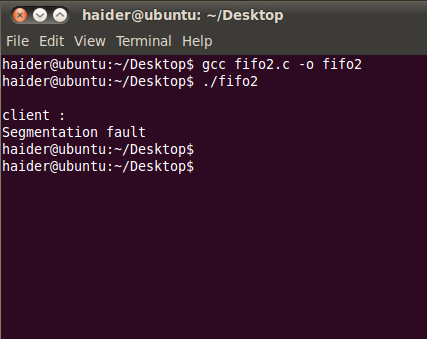 haider@ubuntu: ~/Desktop
File Edit View Terminal Help
haider@ubuntu:~/Desktop$ gcc fifo2.c -o fifo2
haider@ubuntu:~/Desktop$ ./fifo2
client :
Segmentation fault
haider@ubuntu:~/Desktop$
haider@ubuntu:~/Desktop$